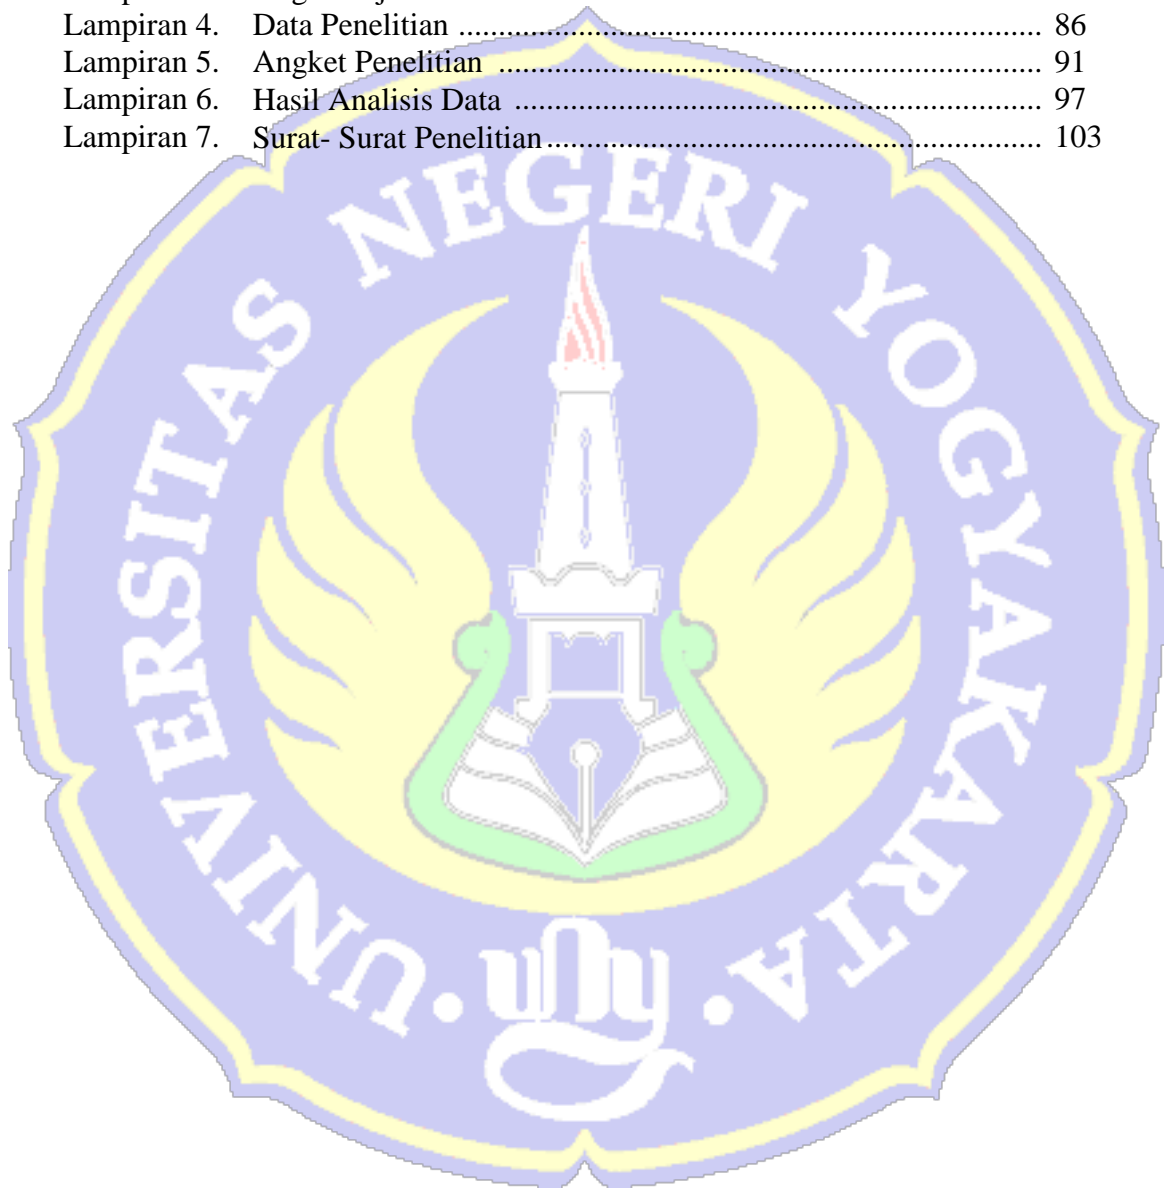 Lampiran 4. Data Penelitian ........................................................................... 86
Lampiran 5. Angket Penelitian ...................................................................... 91
Lampiran 6. Hasil Analisis Data .................................................................... 97
Lampiran 7. Surat- Surat Penelitian ................................................................ 103
UNIVERSITAS NEGERI YOGYAKARTA
uny